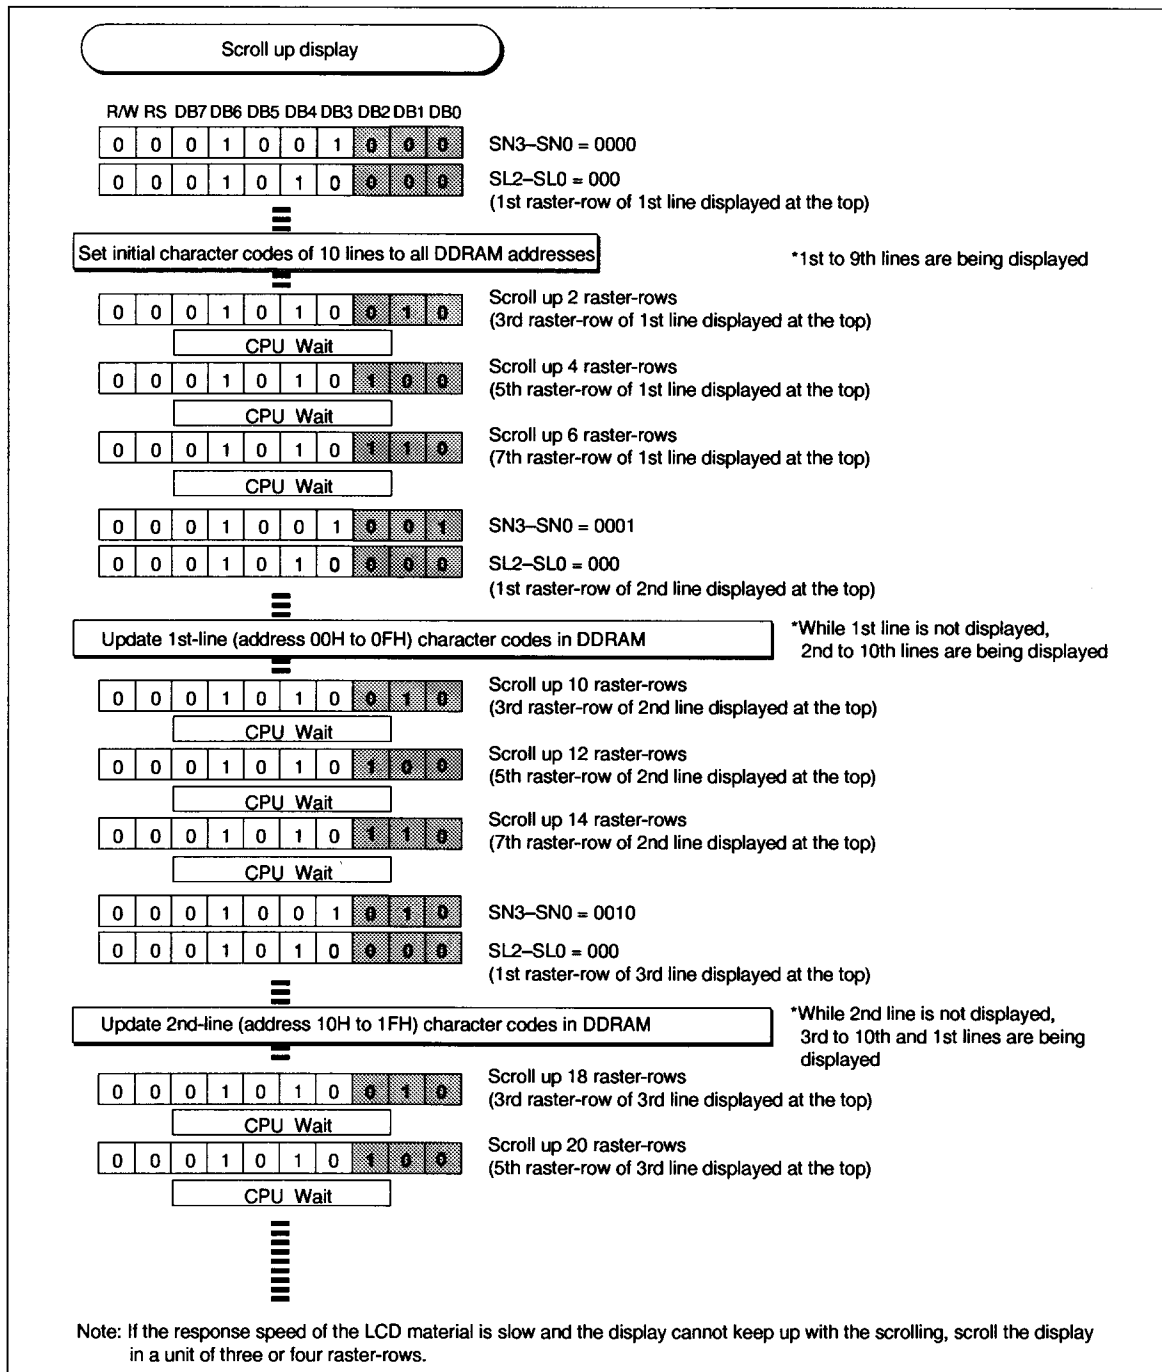 Scroll up display
R/W RS DB7 DB6 DB5 DB4 DB3 DB2 DB1 DB0
0 0 0 1 0 0 1 0 0 0 SN3–SN0 = 0000
0 0 0 1 0 1 0 0 0 0 SL2–SL0 = 000
(1st raster-row of 1st line displayed at the top)
Set initial character codes of 10 lines to all DDRAM addresses
*1st to 9th lines are being displayed
Scroll up 2 raster-rows
0 0 0 1 0 1 0 0 1 0 (3rd raster-row of 1st line displayed at the top)
CPU Wait
Scroll up 4 raster-rows
0 0 0 1 0 1 0 1 0 0 (5th raster-row of 1st line displayed at the top)
CPU Wait
Scroll up 6 raster-rows
0 0 0 1 0 1 0 1 1 0 (7th raster-row of 1st line displayed at the top)
CPU Wait
0 0 0 1 0 0 1 0 0 1 SN3–SN0 = 0001
0 0 0 1 0 1 0 0 0 0 SL2–SL0 = 000
(1st raster-row of 2nd line displayed at the top)
Update 1st-line (address 00H to 0FH) character codes in DDRAM
*While 1st line is not displayed,
2nd to 10th lines are being displayed
Scroll up 10 raster-rows
0 0 0 1 0 1 0 0 1 0 (3rd raster-row of 2nd line displayed at the top)
CPU Wait
Scroll up 12 raster-rows
0 0 0 1 0 1 0 1 0 0 (5th raster-row of 2nd line displayed at the top)
CPU Wait
Scroll up 14 raster-rows
0 0 0 1 0 1 0 1 1 0 (7th raster-row of 2nd line displayed at the top)
CPU Wait
0 0 0 1 0 0 1 0 1 0 SN3–SN0 = 0010
0 0 0 1 0 1 0 0 0 0 SL2–SL0 = 000
(1st raster-row of 3rd line displayed at the top)
Update 2nd-line (address 10H to 1FH) character codes in DDRAM
*While 2nd line is not displayed,
3rd to 10th and 1st lines are being
displayed
Scroll up 18 raster-rows
0 0 0 1 0 1 0 0 1 0 (3rd raster-row of 3rd line displayed at the top)
CPU Wait
Scroll up 20 raster-rows
0 0 0 1 0 1 0 1 0 0 (5th raster-row of 3rd line displayed at the top)
CPU Wait
Note: If the response speed of the LCD material is slow and the display cannot keep up with the scrolling, scroll the display
in a unit of three or four raster-rows.